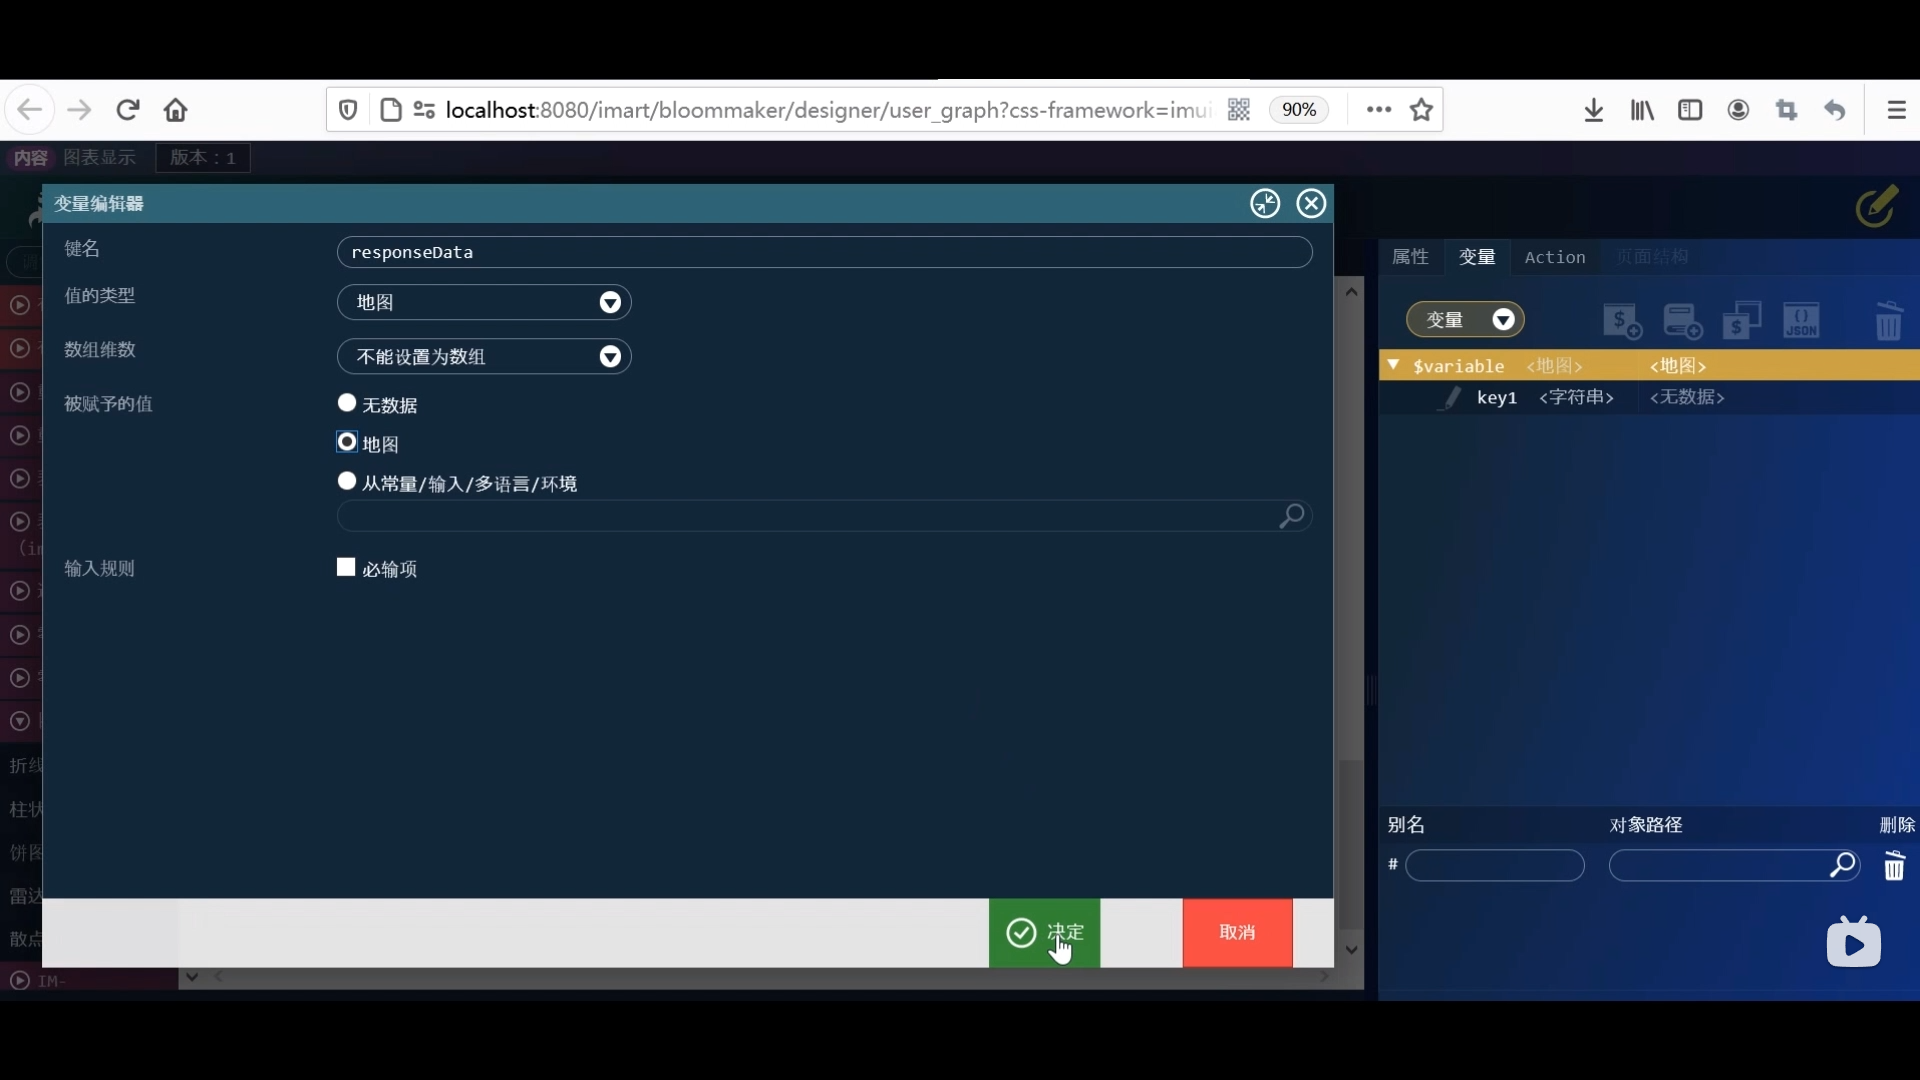 localhost:8080/imart/bloommaker/designer/user_graph?css-framework=imui
90%
内容 图表显示 版本：1
变量编辑器
键名 responseData
值的类型 地图
数组维数 不能设置为数组
被赋予的值 无数据
地图
从常量/输入/多语言/环境
输入规则 必输项
决定 取消
属性 变量 Action 页面结构
变量
{} JSON
$variable <地图> <地图>
key1 <字符串> <无数据>
别名 对象路径 删除
#
折线
柱状
饼图
雷达
散点
IM-